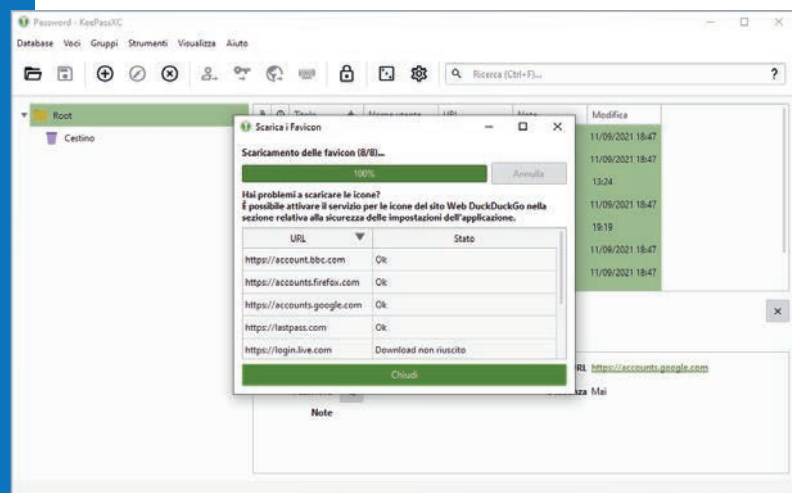 Password - KeePassXC
Database Voci Gruppi Strumenti Visualizza Aiuto
Ricerca (Ctrl+F)...
?
Root
Cestino
Titolo Nome utente URL Note Modifica
11/09/2021 18:47
11/09/2021 18:47
13:24
11/09/2021 18:47
19:19
11/09/2021 18:47
11/09/2021 18:47
Scarica i Favicon
Scaricamento delle favicon (8/8)...
100%
Annulla
Hai problemi a scaricare le icone?
È possibile attivare il servizio per le icone del sito Web DuckDuckGo nella
sezione relativa alla sicurezza delle impostazioni dell'applicazione.
URL Stato
https://account.bbc.com Ok
https://accounts.firefox.com Ok
https://accounts.google.com Ok
https://lastpass.com Ok
https://login.live.com Download non riuscito
Chiudi
URL https://accounts.google.com
Mai
Note